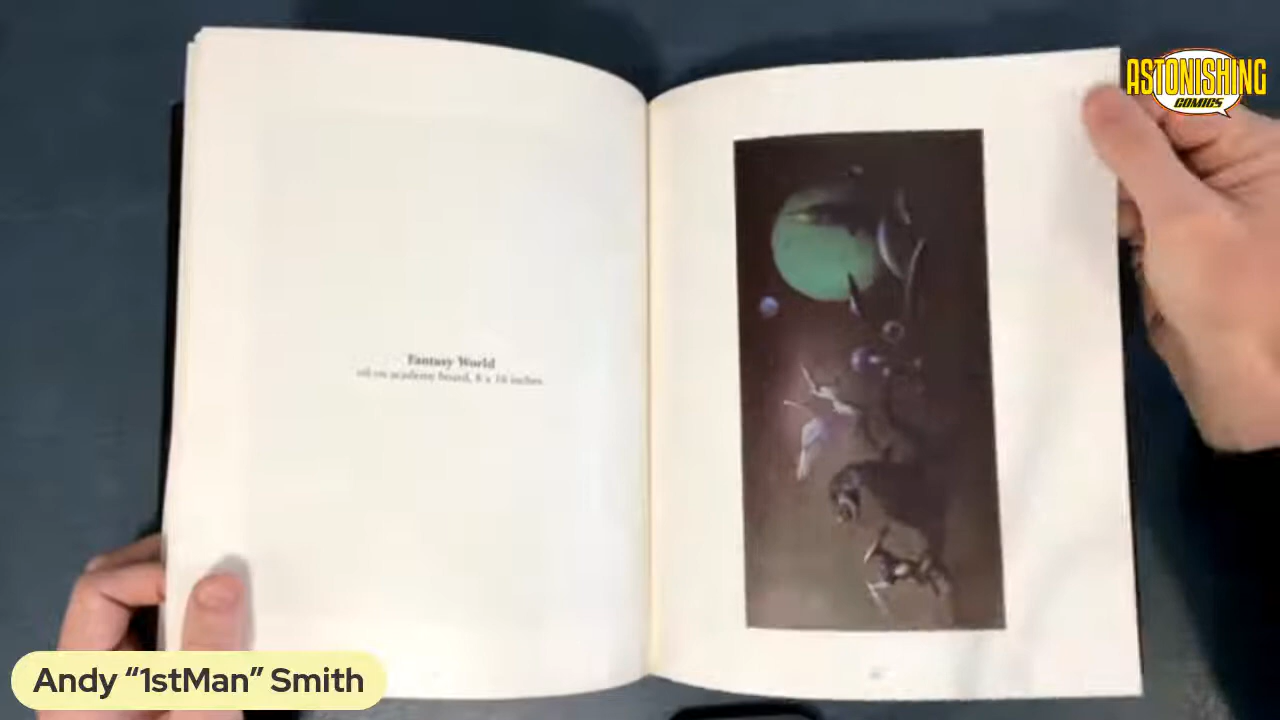 ASTONISHING
COMICS
Fantasy World
oil on academy board, 8 x 16 inches
Andy “1stMan” Smith